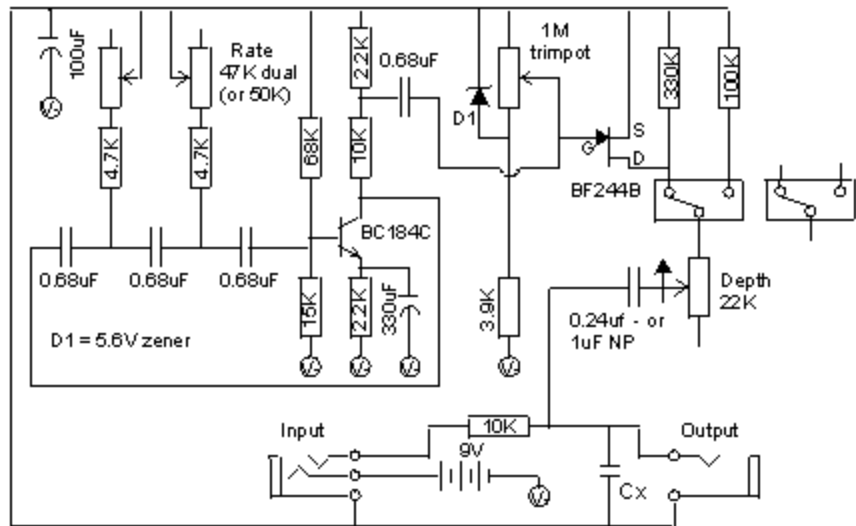 100uF
Rate
47K dual
(or 50K)
2.2K
0.68uF
1M
trimpot
330K
100K
4.7K
4.7K
68K
10K
D1
G
S
D
BF244B
BC184C
0.68uF
0.68uF
0.68uF
15K
2.2K
330uF
3.9K
Depth
22K
0.24uf - or
1uF NP
D1 = 5.6V zener
Input
10K
Output
9V
Cx